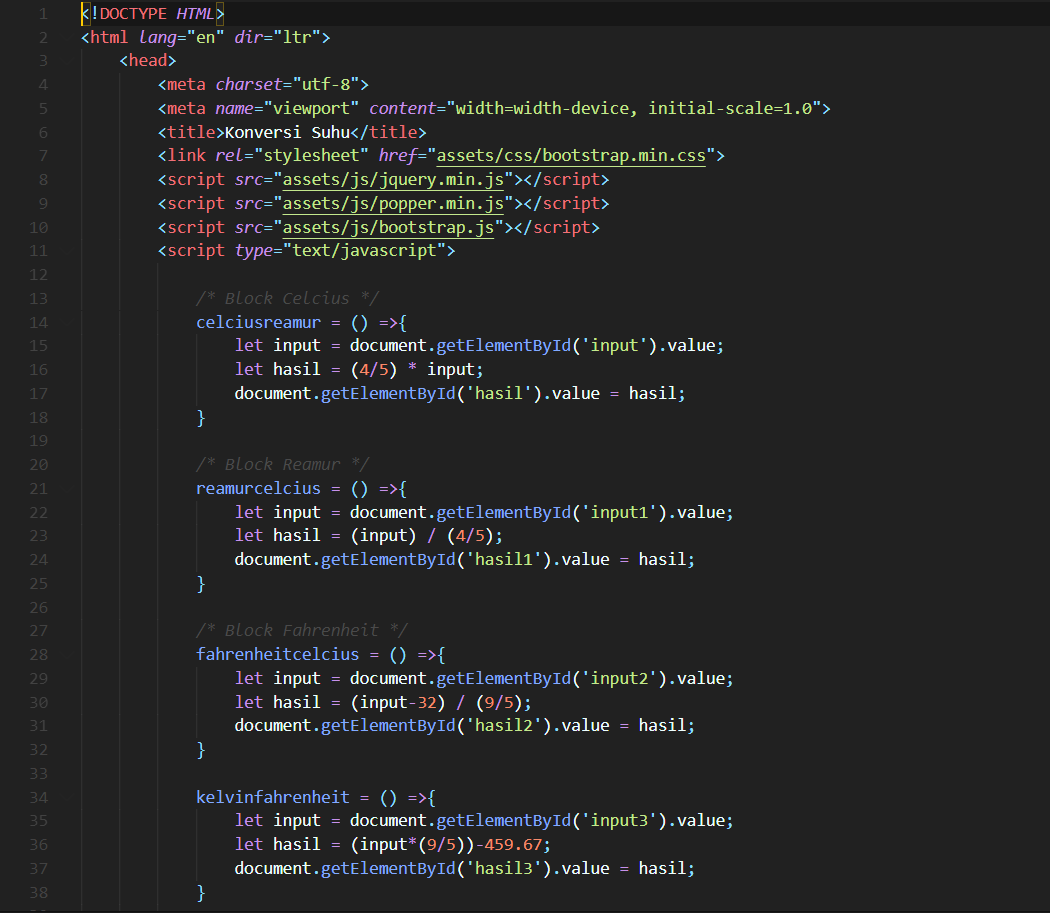 1 <!DOCTYPE HTML>
2 <html lang="en" dir="ltr">
3 <head>
4 <meta charset="utf-8">
5 <meta name="viewport" content="width=width-device, initial-scale=1.0">
6 <title>Konversi Suhu</title>
7 <link rel="stylesheet" href="assets/css/bootstrap.min.css">
8 <script src="assets/js/jquery.min.js"></script>
9 <script src="assets/js/popper.min.js"></script>
10 <script src="assets/js/bootstrap.js"></script>
11 <script type="text/javascript">
12
13 /* Block Celcius */
14 celciusreamur = () =>{
15 let input = document.getElementById('input').value;
16 let hasil = (4/5) * input;
17 document.getElementById('hasil').value = hasil;
18 }
19
20 /* Block Reamur */
21 reamurcelcius = () =>{
22 let input = document.getElementById('input1').value;
23 let hasil = (input) / (4/5);
24 document.getElementById('hasil1').value = hasil;
25 }
26
27 /* Block Fahrenheit */
28 fahrenheitcelcius = () =>{
29 let input = document.getElementById('input2').value;
30 let hasil = (input-32) / (9/5);
31 document.getElementById('hasil2').value = hasil;
32 }
33
34 kelvinfahrenheit = () =>{
35 let input = document.getElementById('input3').value;
36 let hasil = (input*(9/5))-459.67;
37 document.getElementById('hasil3').value = hasil;
38 }